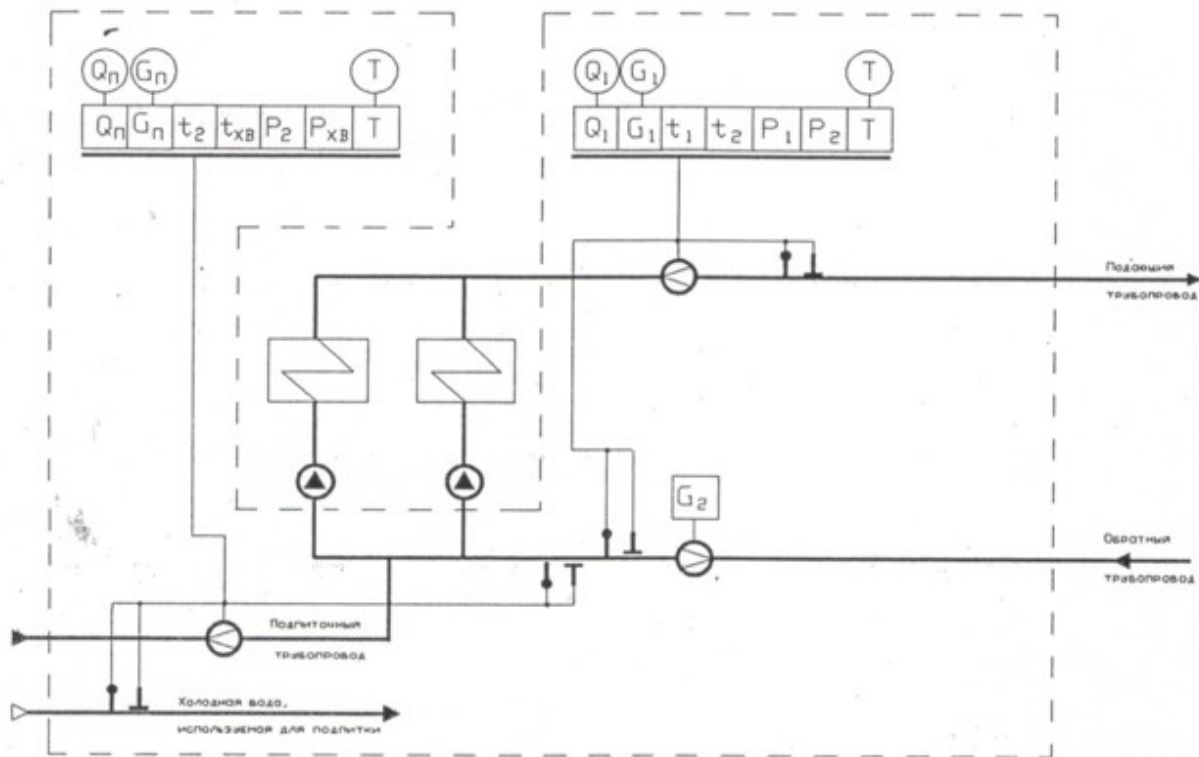 Qп Gп T
Qп Gп t2 tхв P2 Pхв T
Q1 G1 T
Q1 G1 t1 t2 P1 P2 T
Подающий
трубопровод
G2
Обратный
трубопровод
Подпиточный
трубопровод
Холодная вода,
используемая для подпитки